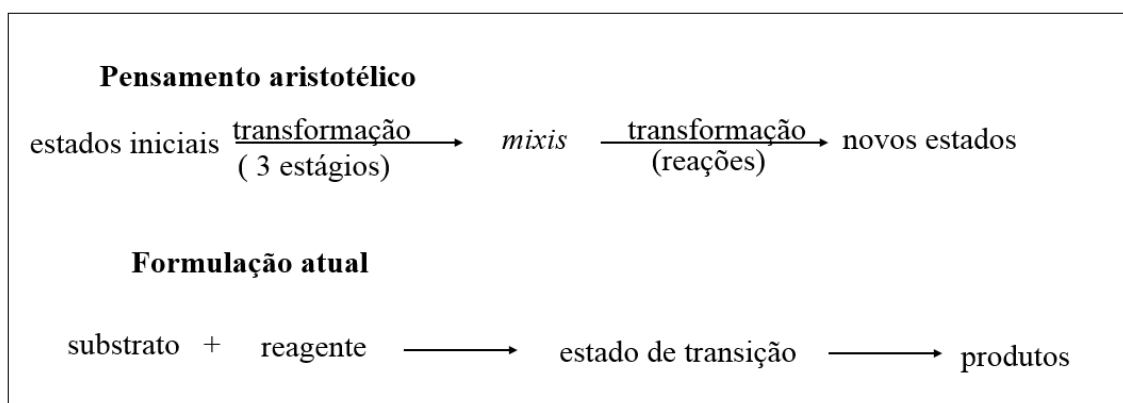 Pensamento aristotélico
estados iniciais transformação mixis transformação novos estados
( 3 estágios) (reações)
Formulação atual
substrato + reagente estado de transição produtos